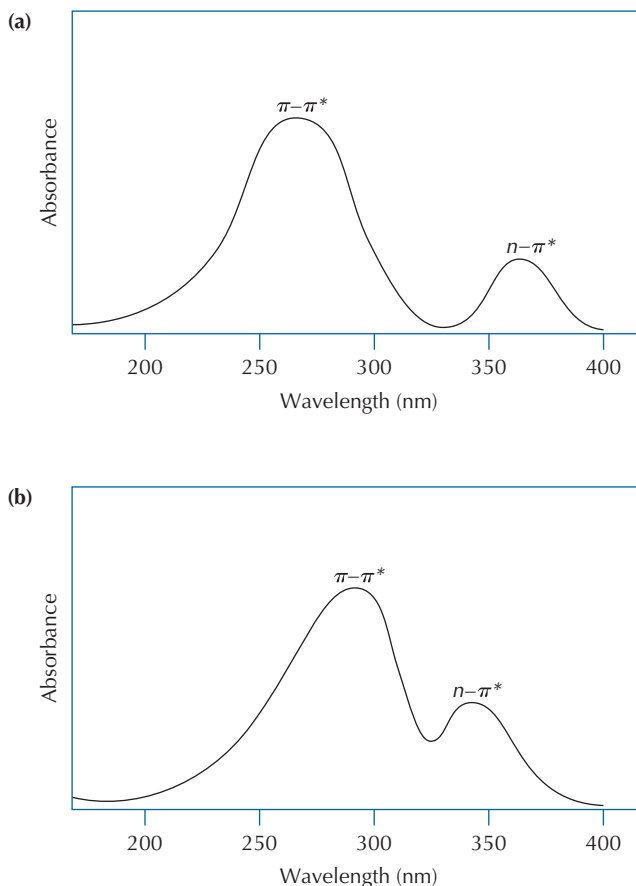 (a)
Absorbance
π–π*
n–π*
200 250 300 350 400
Wavelength (nm)
(b)
Absorbance
π–π*
n–π*
200 250 300 350 400
Wavelength (nm)